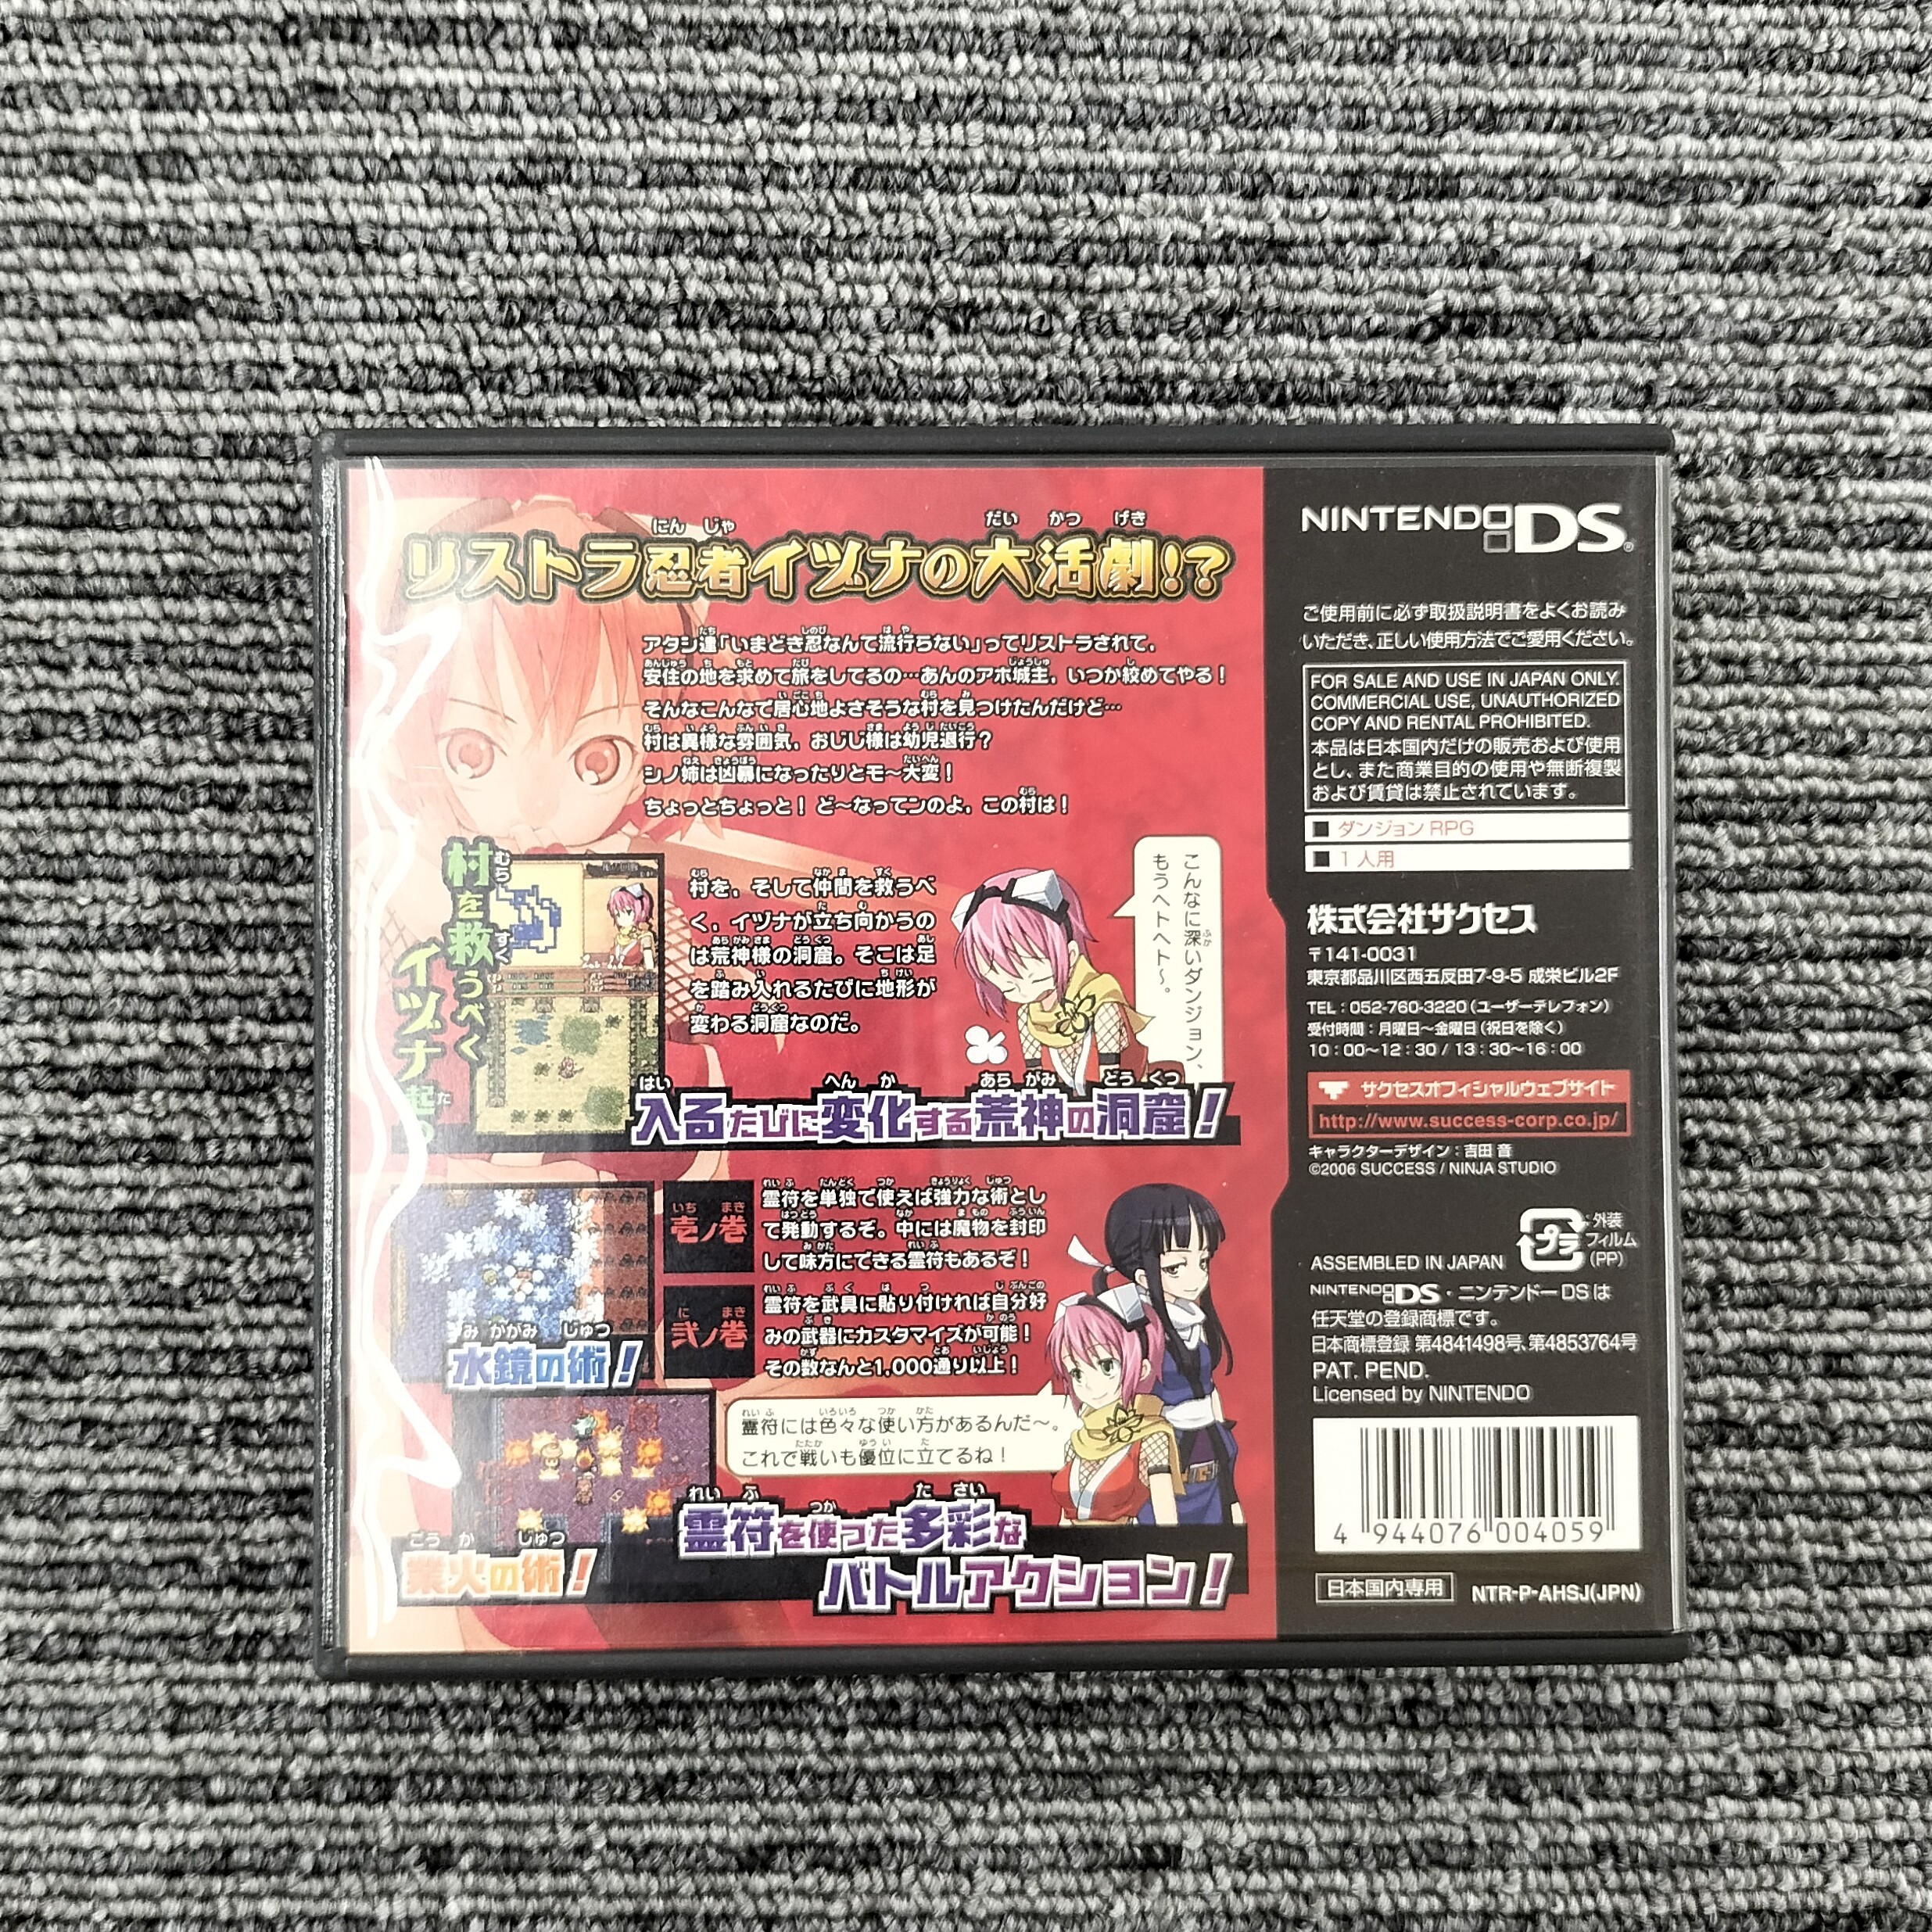 リストラ忍者イヅナの大活劇!?
アタシ達「いまどき忍なんて流行らない」ってリストラされて、
安住の地を求めて旅をしてるの…あんのアホ城主、いつか絞めてやる!
そんなこんなで居心地よさそうな村を見つけたんだけど…
村は異様な雰囲気、おじじ様は幼児退行?
シノ姉は凶暴になったりとモ〜大変!
ちょっとちょっと! ど〜なってンのよ、この村は!
村を救うべく
イヅナ起つ
村を、そして仲間を救うべ
く、イヅナが立ち向かうの
は荒神様の洞窟。そこは足
を踏み入れるたびに地形が
変わる洞窟なのだ。
こんなに深いダンジョン、
もうヘトヘト〜。
入るたびに変化する荒神の洞窟!
水鏡の術!
業火の術!
壱ノ巻
霊符を単独で使えば強力な術とし
て発動するぞ。中には魔物を封印
して味方にできる霊符もあるぞ!
弐ノ巻
霊符を武具に貼り付ければ自分好
みの武器にカスタマイズが可能!
その数なんと1,000通り以上!
霊符には色々な使い方があるんだ〜。
これで戦いも優位に立てるね!
霊符を使った多彩な
バトルアクション!
NINTENDO DS®
ご使用前に必ず取扱説明書をよくお読み
いただき、正しい使用方法でご愛用ください。
FOR SALE AND USE IN JAPAN ONLY.
COMMERCIAL USE, UNAUTHORIZED
COPY AND RENTAL PROHIBITED.
本品は日本国内だけの販売および使用
とし、また商業目的の使用や無断複製
および賃貸は禁止されています。
■ ダンジョンRPG
■ 1人用
株式会社サクセス
〒141-0031
東京都品川区西五反田7-9-5 成栄ビル2F
TEL:052-760-3220(ユーザーテレフォン)
受付時間:月曜日〜金曜日(祝日を除く)
10:00〜12:30 / 13:30〜16:00
サクセスオフィシャルウェブサイト
http://www.success-corp.co.jp/
キャラクターデザイン:吉田 音
©2006 SUCCESS / NINJA STUDIO
プラ
:外装
フィルム
(PP)
ASSEMBLED IN JAPAN
NINTENDO DS・ニンテンドーDSは
任天堂の登録商標です。
日本商標登録 第4841498号、第4853764号
PAT. PEND.
Licensed by NINTENDO
4 944076 004059
日本国内専用
NTR-P-AHSJ(JPN)